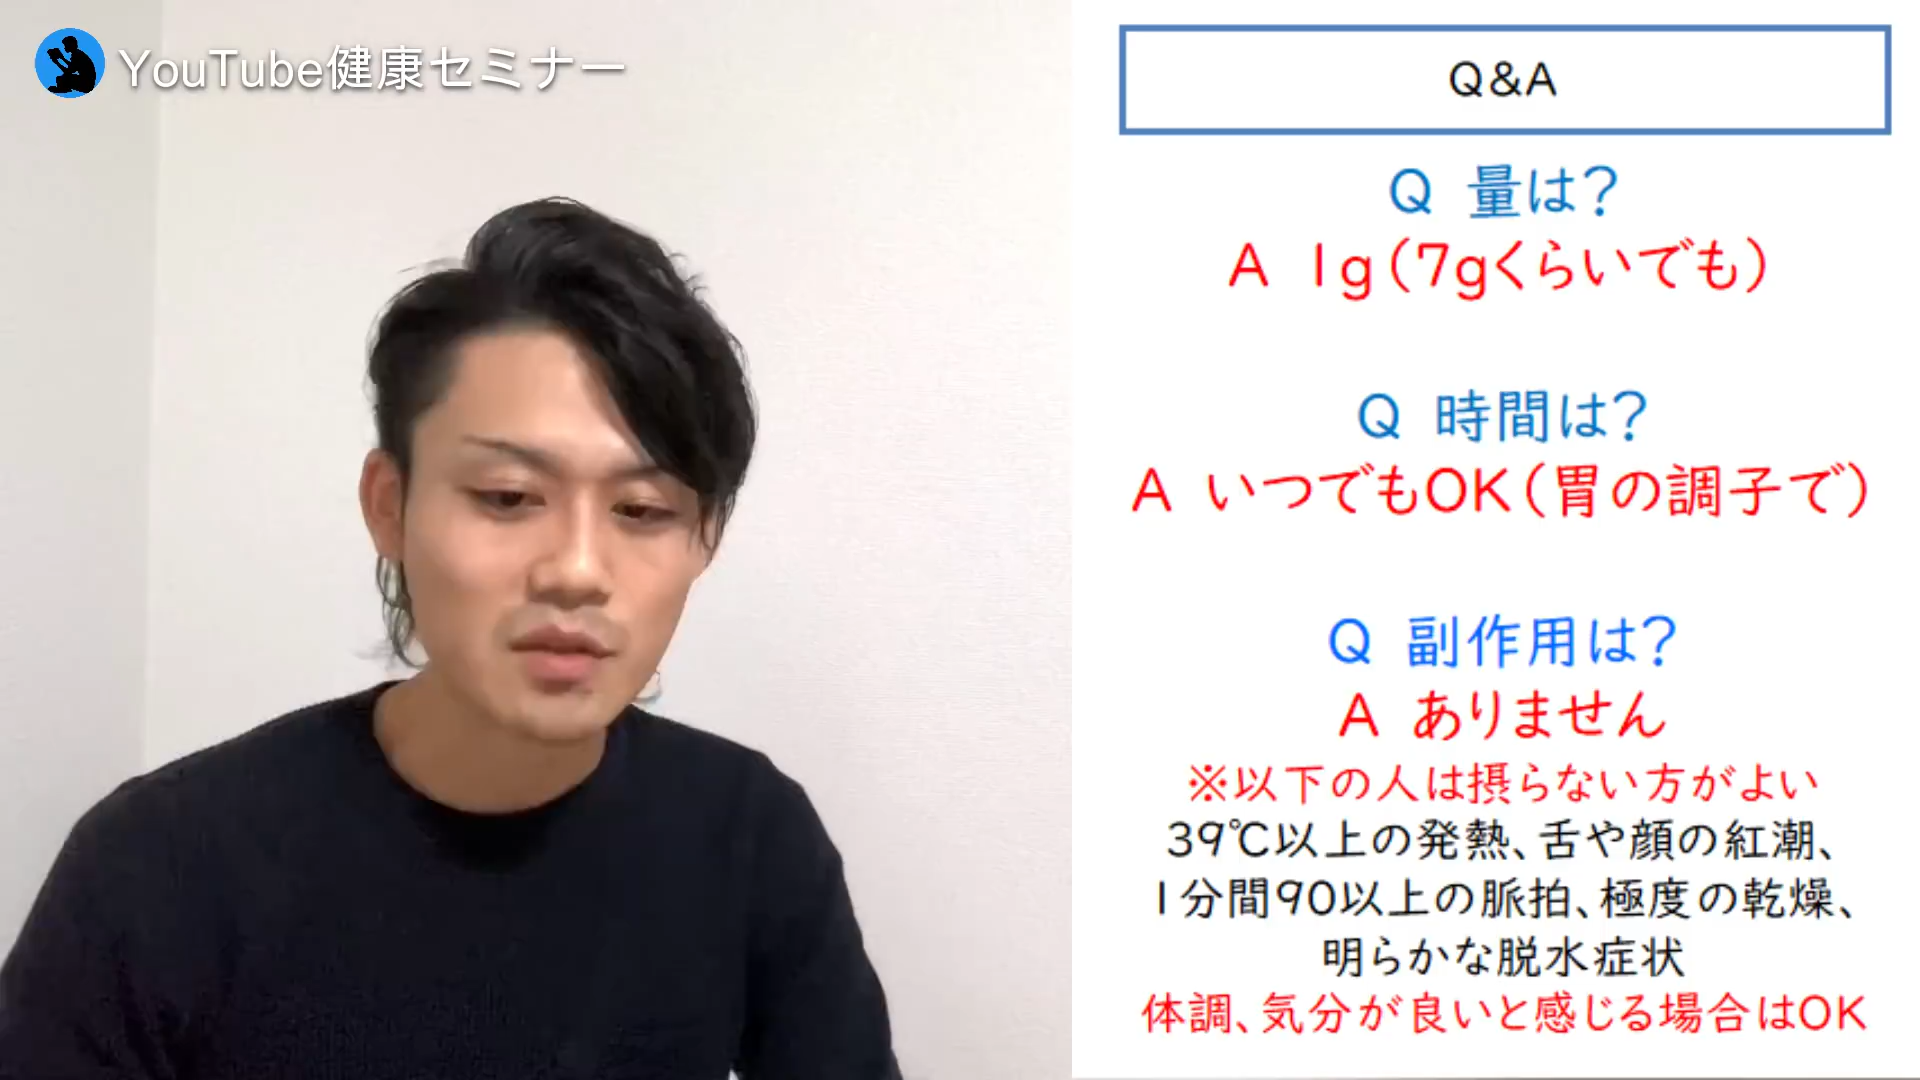 YouTube健康セミナー
Q&A
Q 量は？
A 1g（7gくらいでも）
Q 時間は？
A いつでもOK（胃の調子で）
Q 副作用は？
A ありません
※以下の人は摂らない方がよい
39℃以上の発熱、舌や顔の紅潮、
1分間90以上の脈拍、極度の乾燥、
明らかな脱水症状
体調、気分が良いと感じる場合はOK